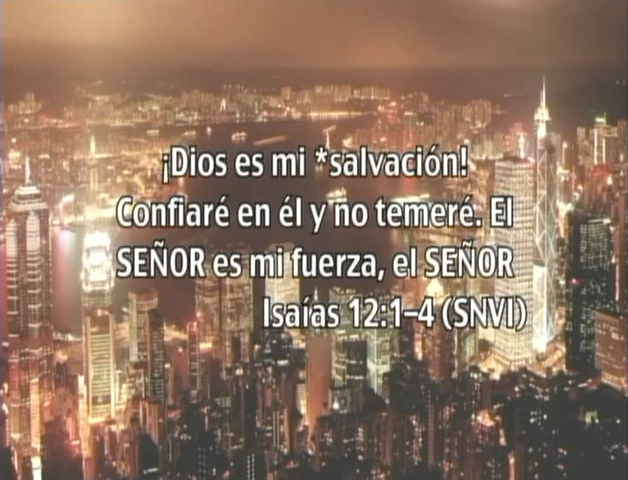 ¡Dios es mi *salvación!
Confiaré en él y no temeré. El
SEÑOR es mi fuerza, el SEÑOR
Isaías 12:1-4 (SNVI)